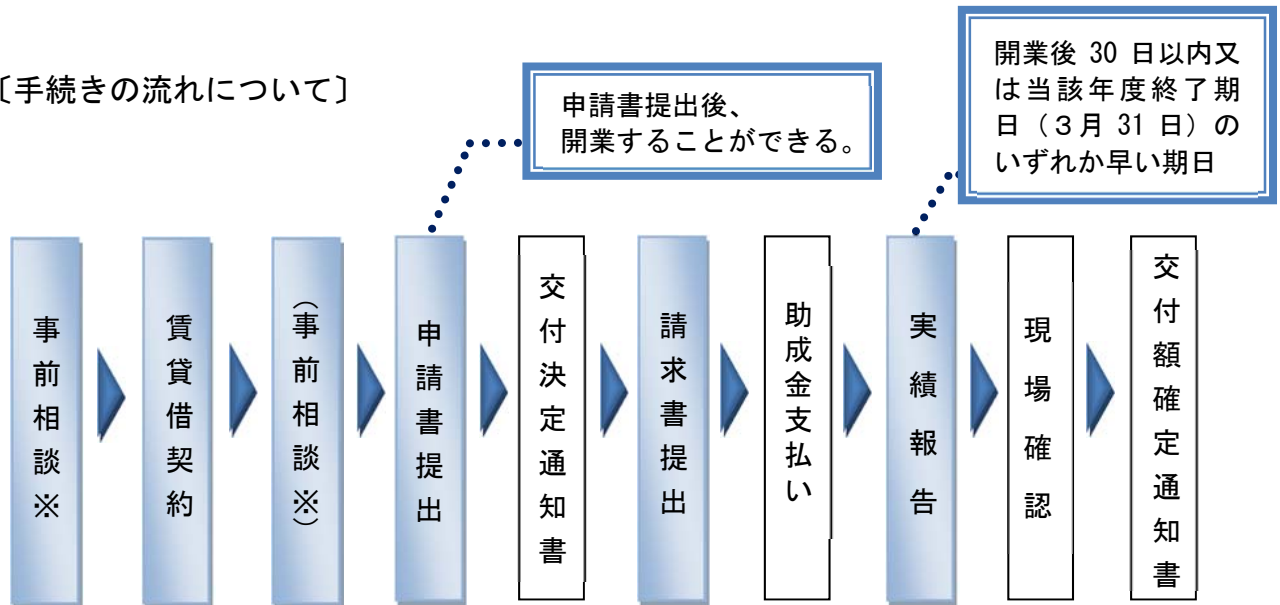 〔手続きの流れについて〕
申請書提出後、
開業することができる。
開業後 30 日以内又
は当該年度終了期
日（３月 31 日）の
いずれか早い期日
事前相談※
賃貸借契約
（事前相談※）
申請書提出
交付決定通知書
請求書提出
助成金支払い
実績報告
現場確認
交付額確定通知書